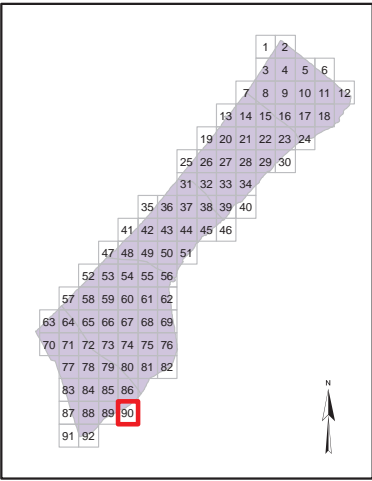 1 2
3 4 5 6
7 8 9 10 11 12
13 14 15 16 17 18
19 20 21 22 23 24
25 26 27 28 29 30
31 32 33 34
35 36 37 38 39 40
41 42 43 44 45 46
47 48 49 50 51
52 53 54 55 56
57 58 59 60 61 62
63 64 65 66 67 68 69
70 71 72 73 74 75 76
77 78 79 80 81 82
83 84 85 86
87 88 89 90
91 92
N